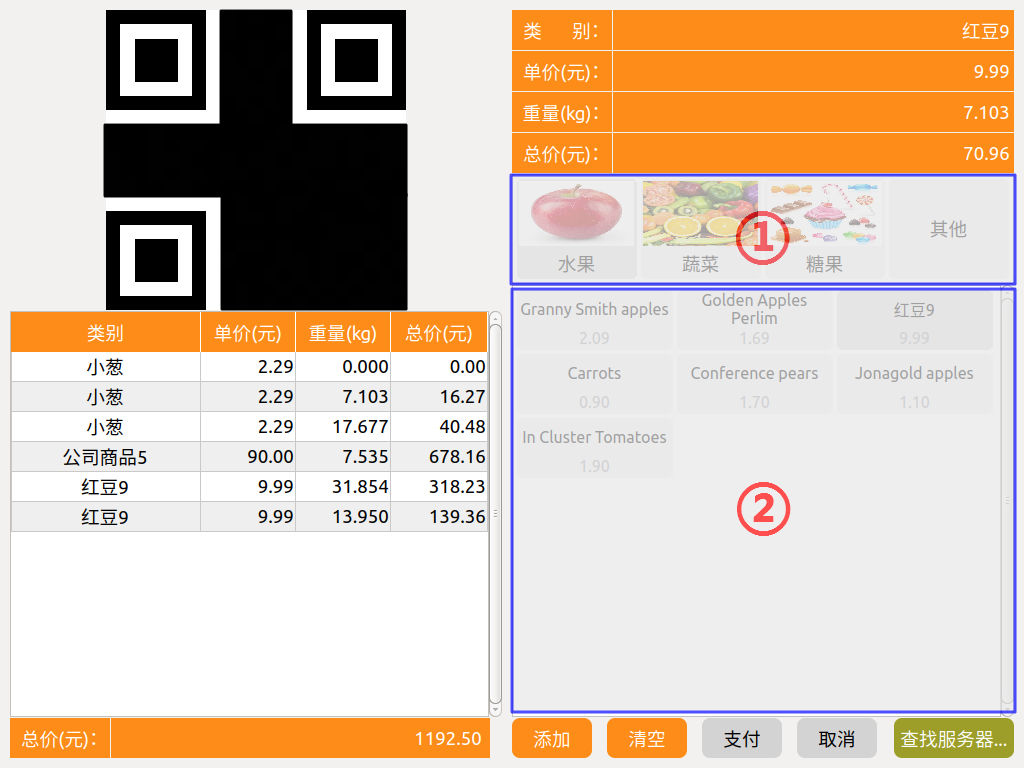 类 别： 红豆9
单价(元)： 9.99
重量(kg)： 7.103
总价(元)： 70.96
水果 蔬菜 糖果 其他
①
Granny Smith apples Golden Apples Perlim 红豆9
2.09 1.69 9.99
Carrots Conference pears Jonagold apples
0.90 1.70 1.10
In Cluster Tomatoes
1.90
②
类别 单价(元) 重量(kg) 总价(元)
小葱 2.29 0.000 0.00
小葱 2.29 7.103 16.27
小葱 2.29 17.677 40.48
公司商品5 90.00 7.535 678.16
红豆9 9.99 31.854 318.23
红豆9 9.99 13.950 139.36
总价(元)： 1192.50
添加 清空 支付 取消 查找服务器...